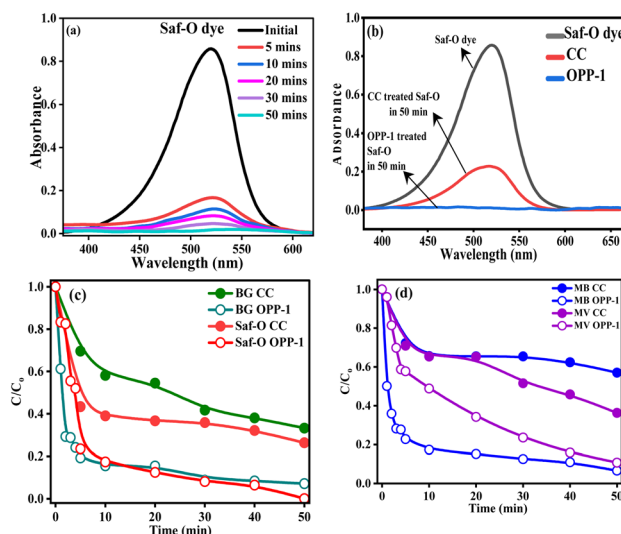 (a)
Saf-O dye
Initial
5 mins
10 mins
20 mins
30 mins
50 mins
1.0
0.8
0.6
0.4
0.2
0.0
Absorbance
400 450 500 550 600
Wavelength (nm)
(b)
Saf-O dye
CC
OPP-1
Saf-O dye
CC treated Saf-O
in 50 min
OPP-1 treated
Saf-O
in 50 min
1.0
0.8
0.6
0.4
0.2
0.0
Absorbance
400 450 500 550 600 650
Wavelength (nm)
(c)
BG CC
BG OPP-1
Saf-O CC
Saf-O OPP-1
1.0
0.8
0.6
0.4
0.2
0.0
C/Co
0 10 20 30 40 50
Time (min)
(d)
MB CC
MB OPP-1
MV CC
MV OPP-1
1.0
0.8
0.6
0.4
0.2
0.0
C/Co
0 10 20 30 40 50
Time (min)